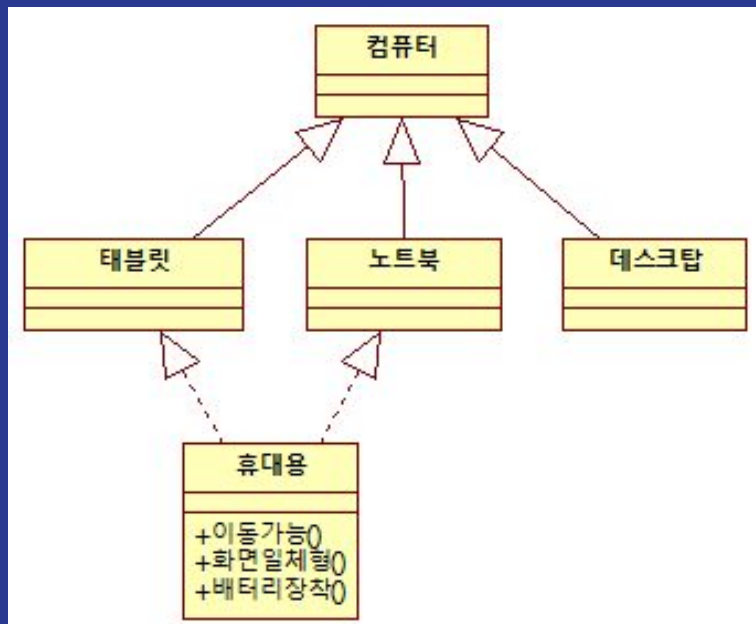 컴퓨터
태블릿
노트북
데스크탑
휴대용
+이동가능()
+화면일체형()
+배터리장착()